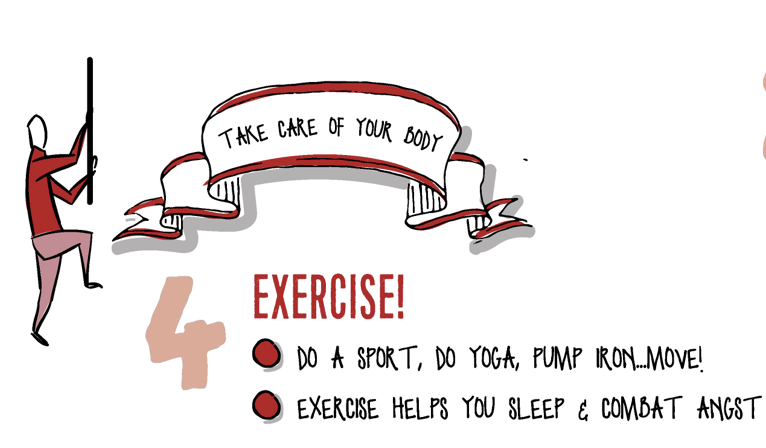 TAKE CARE OF YOUR BODY
4
EXERCISE!
DO A SPORT, DO YOGA, PUMP IRON...MOVE!
EXERCISE HELPS YOU SLEEP & COMBAT ANGST